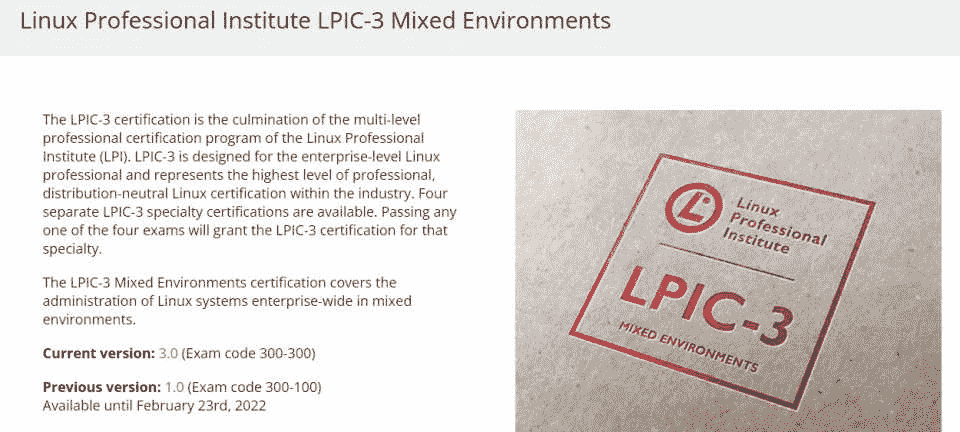 Linux Professional Institute LPIC-3 Mixed Environments
The LPIC-3 certification is the culmination of the multi-level
professional certification program of the Linux Professional
Institute (LPI). LPIC-3 is designed for the enterprise-level Linux
professional and represents the highest level of professional,
distribution-neutral Linux certification within the industry. Four
separate LPIC-3 specialty certifications are available. Passing any
one of the four exams will grant the LPIC-3 certification for that
specialty.
The LPIC-3 Mixed Environments certification covers the
administration of Linux systems enterprise-wide in mixed
environments.
Current version: 3.0 (Exam code 300-300)
Previous version: 1.0 (Exam code 300-100)
Available until February 23rd, 2022
Linux
Professional
Institute
LPIC-3
MIXED ENVIRONMENTS